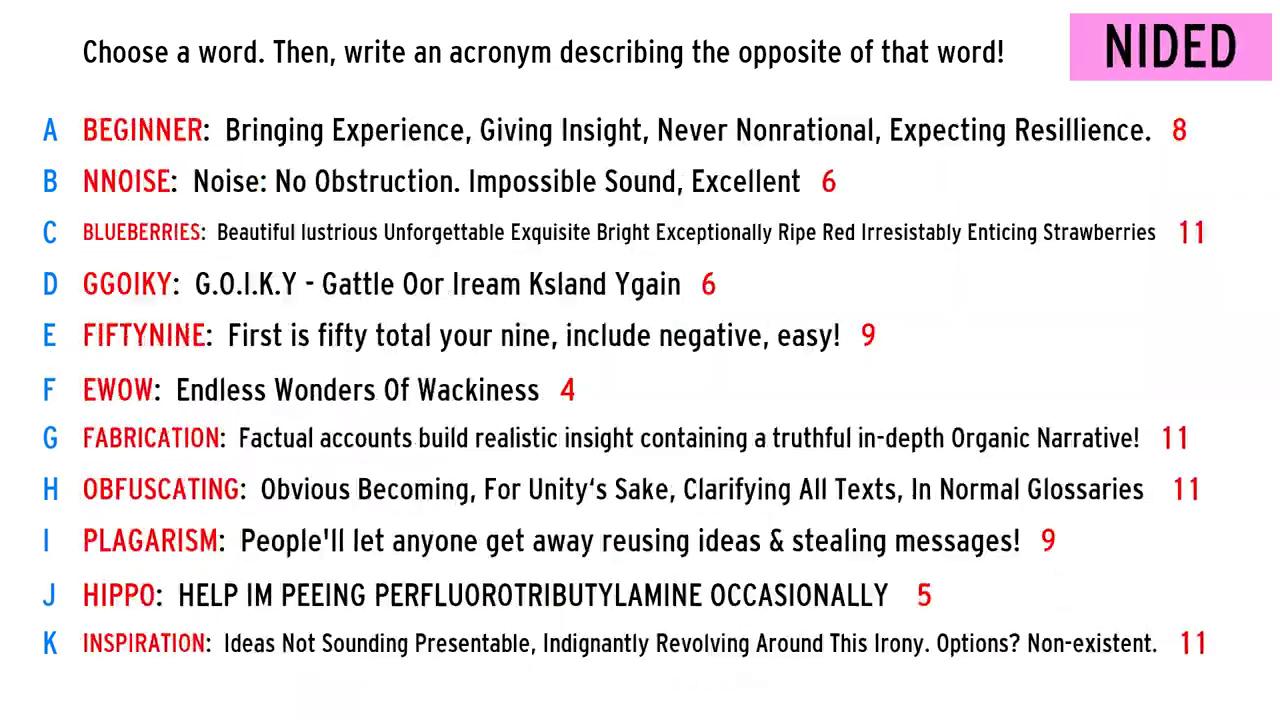 Choose a word. Then, write an acronym describing the opposite of that word! NIDED
A BEGINNER: Bringing Experience, Giving Insight, Never Nonrational, Expecting Resillience. 8
B NNOISE: Noise: No Obstruction. Impossible Sound, Excellent 6
C BLUEBERRIES: Beautiful lustrious Unforgettable Exquisite Bright Exceptionally Ripe Red Irresistably Enticing Strawberries 11
D GGOIKY: G.O.I.K.Y - Gattle Oor Iream Ksland Ygain 6
E FIFTYNINE: First is fifty total your nine, include negative, easy! 9
F EWOW: Endless Wonders Of Wackiness 4
G FABRICATION: Factual accounts build realistic insight containing a truthful in-depth Organic Narrative! 11
H OBFUSCATING: Obvious Becoming, For Unity‘s Sake, Clarifying All Texts, In Normal Glossaries 11
I PLAGARISM: People'll let anyone get away reusing ideas & stealing messages! 9
J HIPPO: HELP IM PEEING PERFLUOROTRIBUTYLAMINE OCCASIONALLY 5
K INSPIRATION: Ideas Not Sounding Presentable, Indignantly Revolving Around This Irony. Options? Non-existent. 11